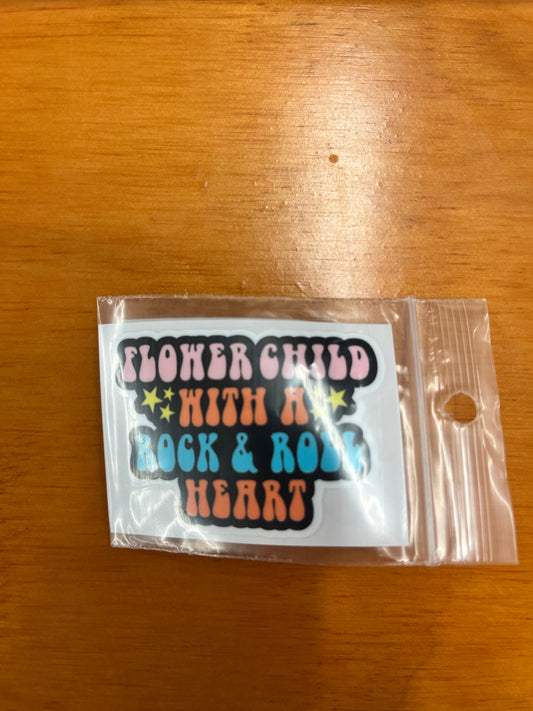 FLOWER CHILD
WITH A
ROCK & ROLL
HEART